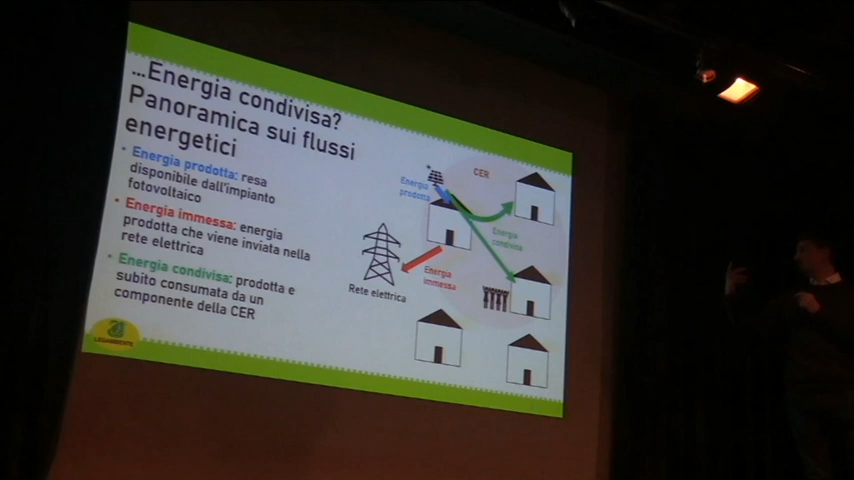 ...Energia condivisa?
Panoramica sui flussi
energetici
• Energia prodotta: resa
disponibile dall'impianto
fotovoltaico
• Energia immessa: energia
prodotta che viene inviata nella
rete elettrica
• Energia condivisa: prodotta e
subito consumata da un
componente della CER
LEGAMBIENTE
CER
Energia
prodotta
Energia
condivisa
Energia
immessa
Rete elettrica